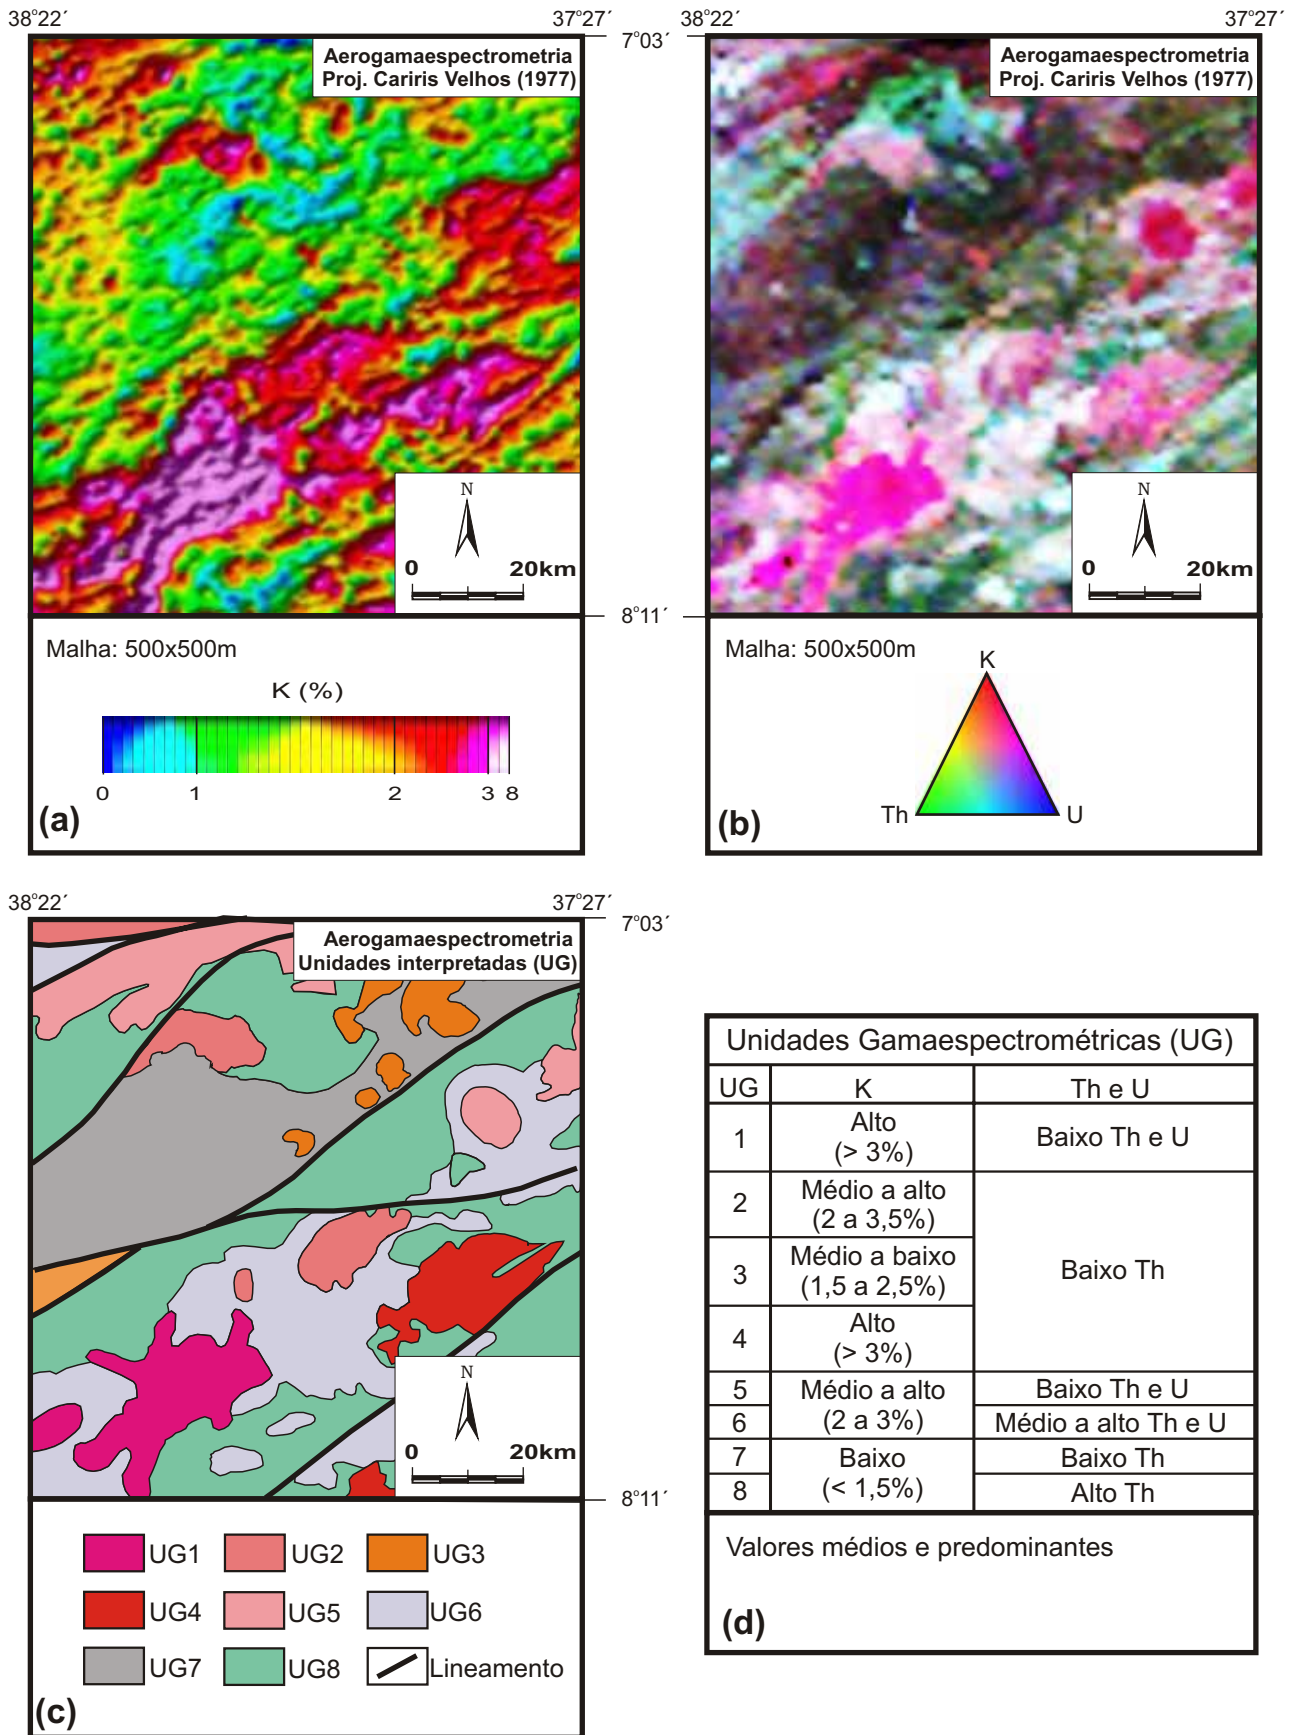 38°22´ 37°27´
Aerogamaespectrometria
Proj. Cariris Velhos (1977)
7°03´
N
0 20km
8°11´
Malha: 500x500m
K (%)
0 1 2 3 8
(a)
38°22´ 37°27´
Aerogamaespectrometria
Proj. Cariris Velhos (1977)
N
0 20km
Malha: 500x500m
K
Th U
(b)
38°22´ 37°27´
Aerogamaespectrometria
Unidades interpretadas (UG)
7°03´
N
0 20km
8°11´
UG1 UG2 UG3
UG4 UG5 UG6
UG7 UG8 Lineamento
(c)
Unidades Gamaespectrométricas (UG)
UG K Th e U
1 Alto (> 3%) Baixo Th e U
2 Médio a alto (2 a 3,5%) Baixo Th
3 Médio a baixo (1,5 a 2,5%)
4 Alto (> 3%)
5 Médio a alto (2 a 3%) Baixo Th e U
6 Médio a alto Th e U
7 Baixo (< 1,5%) Baixo Th
8 Alto Th
Valores médios e predominantes
(d)